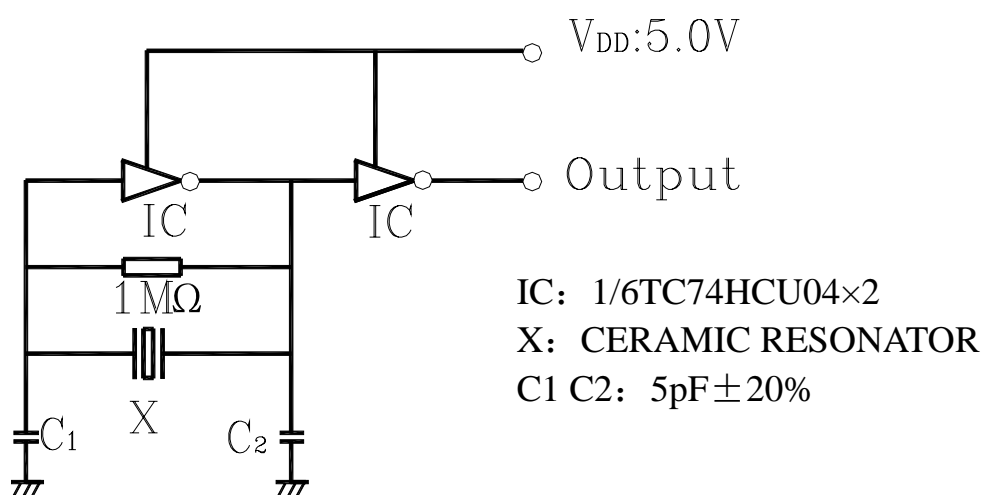 VDD:5.0V
Output
IC
IC
1MΩ
X
C1
C2
IC：1/6TC74HCU04×2
X：CERAMIC RESONATOR
C1 C2：5pF±20%